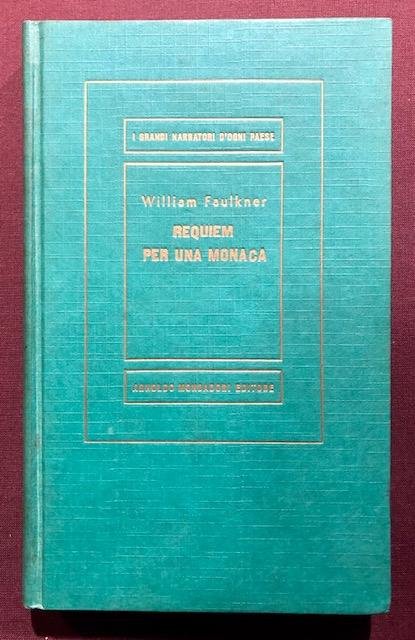 I GRANDI NARRATORI D'OGNI PAESE
William Faulkner
REQUIEM
PER UNA MONACA
ARNOLDO MONDADORI EDITORE